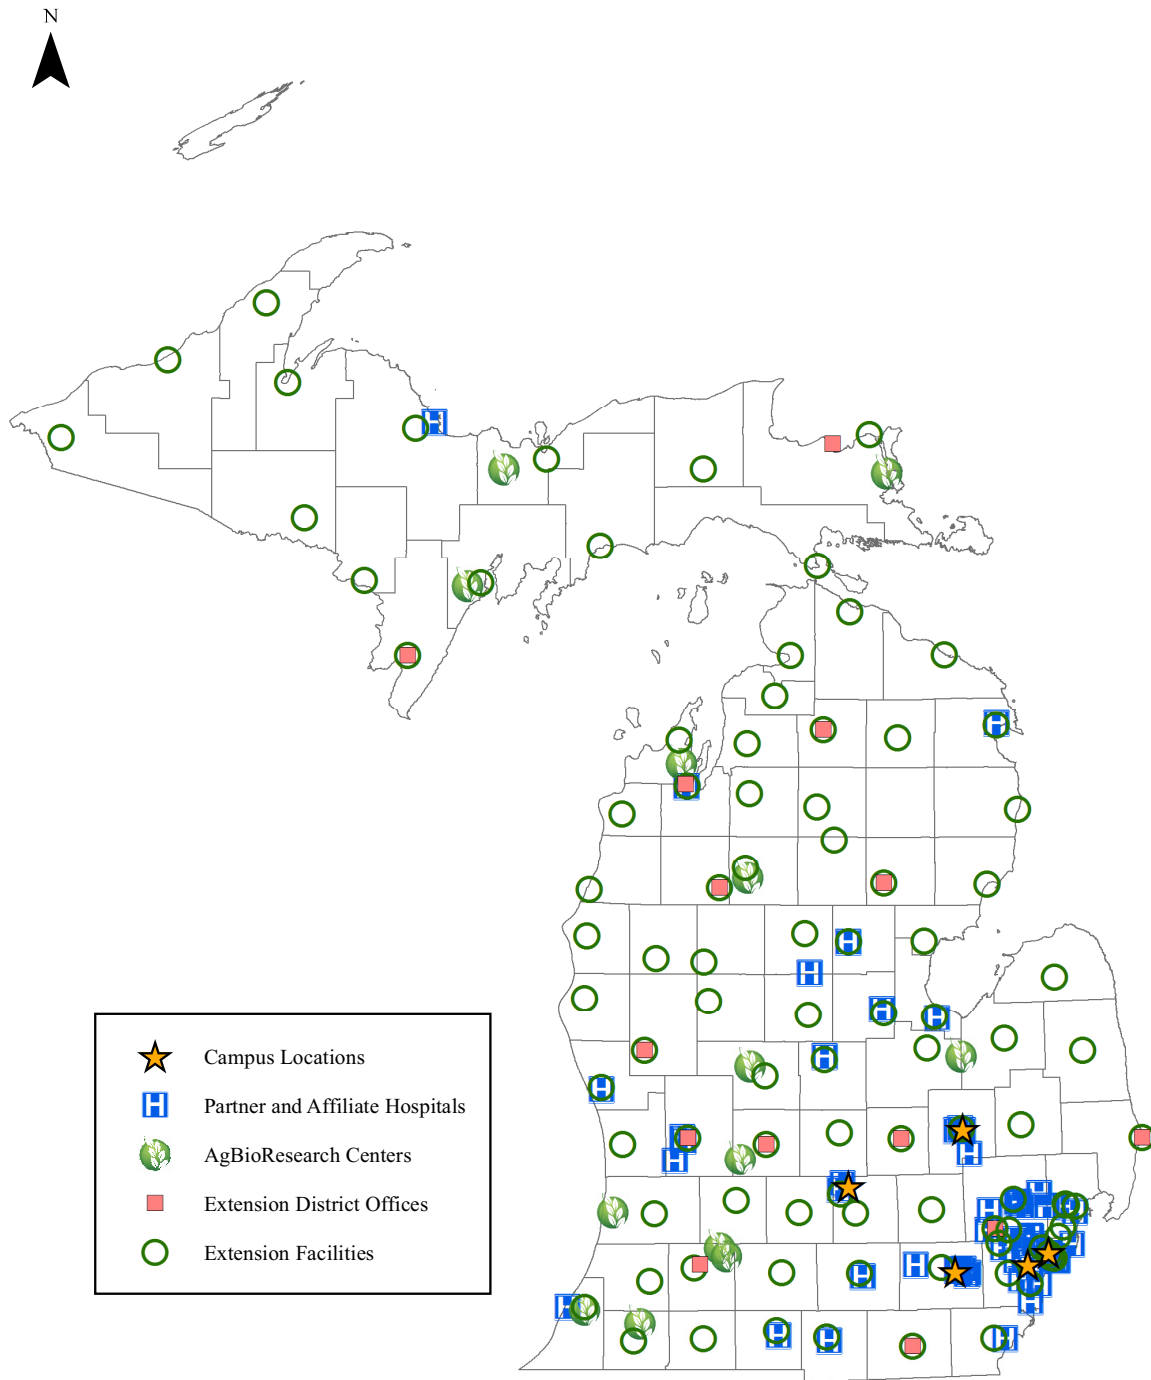 N
Campus Locations
Partner and Affiliate Hospitals
AgBioResearch Centers
Extension District Offices
Extension Facilities